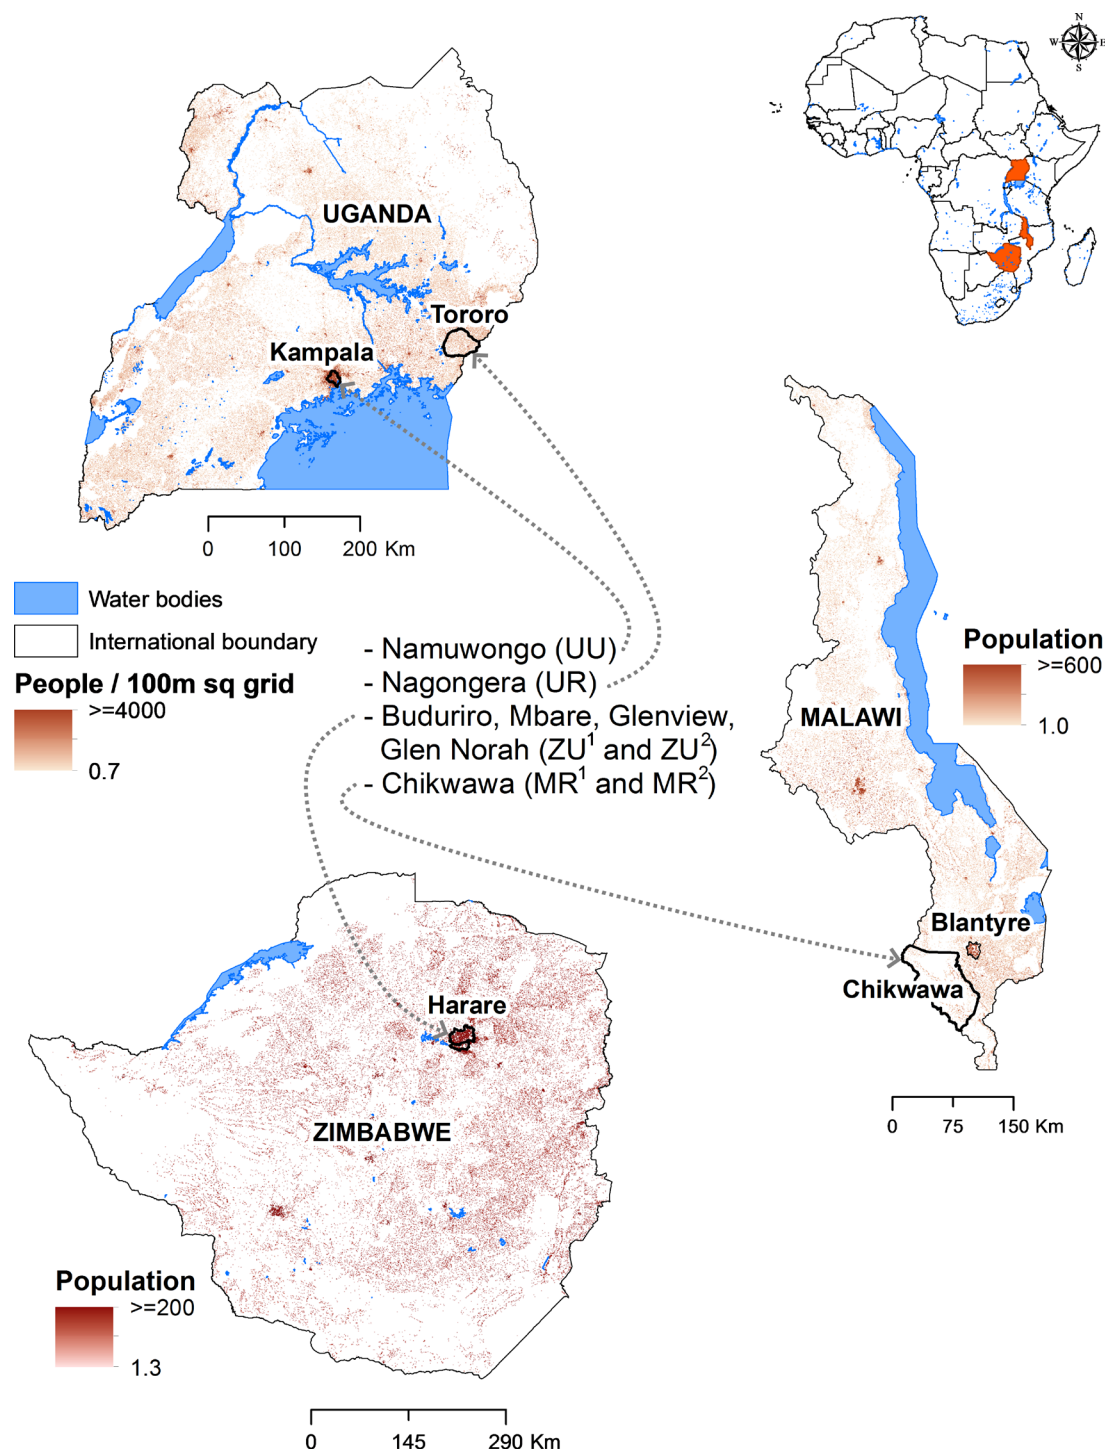 N
W E
S
UGANDA
Tororo
Kampala
0 100 200 Km
Water bodies
International boundary
People / 100m sq grid
>=4000
0.7
- Namuwongo (UU)
- Nagongera (UR)
- Buduriro, Mbare, Glenview,
Glen Norah (ZU¹ and ZU²)
- Chikwawa (MR¹ and MR²)
Population
>=600
1.0
MALAWI
Blantyre
Chikwawa
0 75 150 Km
Harare
ZIMBABWE
Population
>=200
1.3
0 145 290 Km